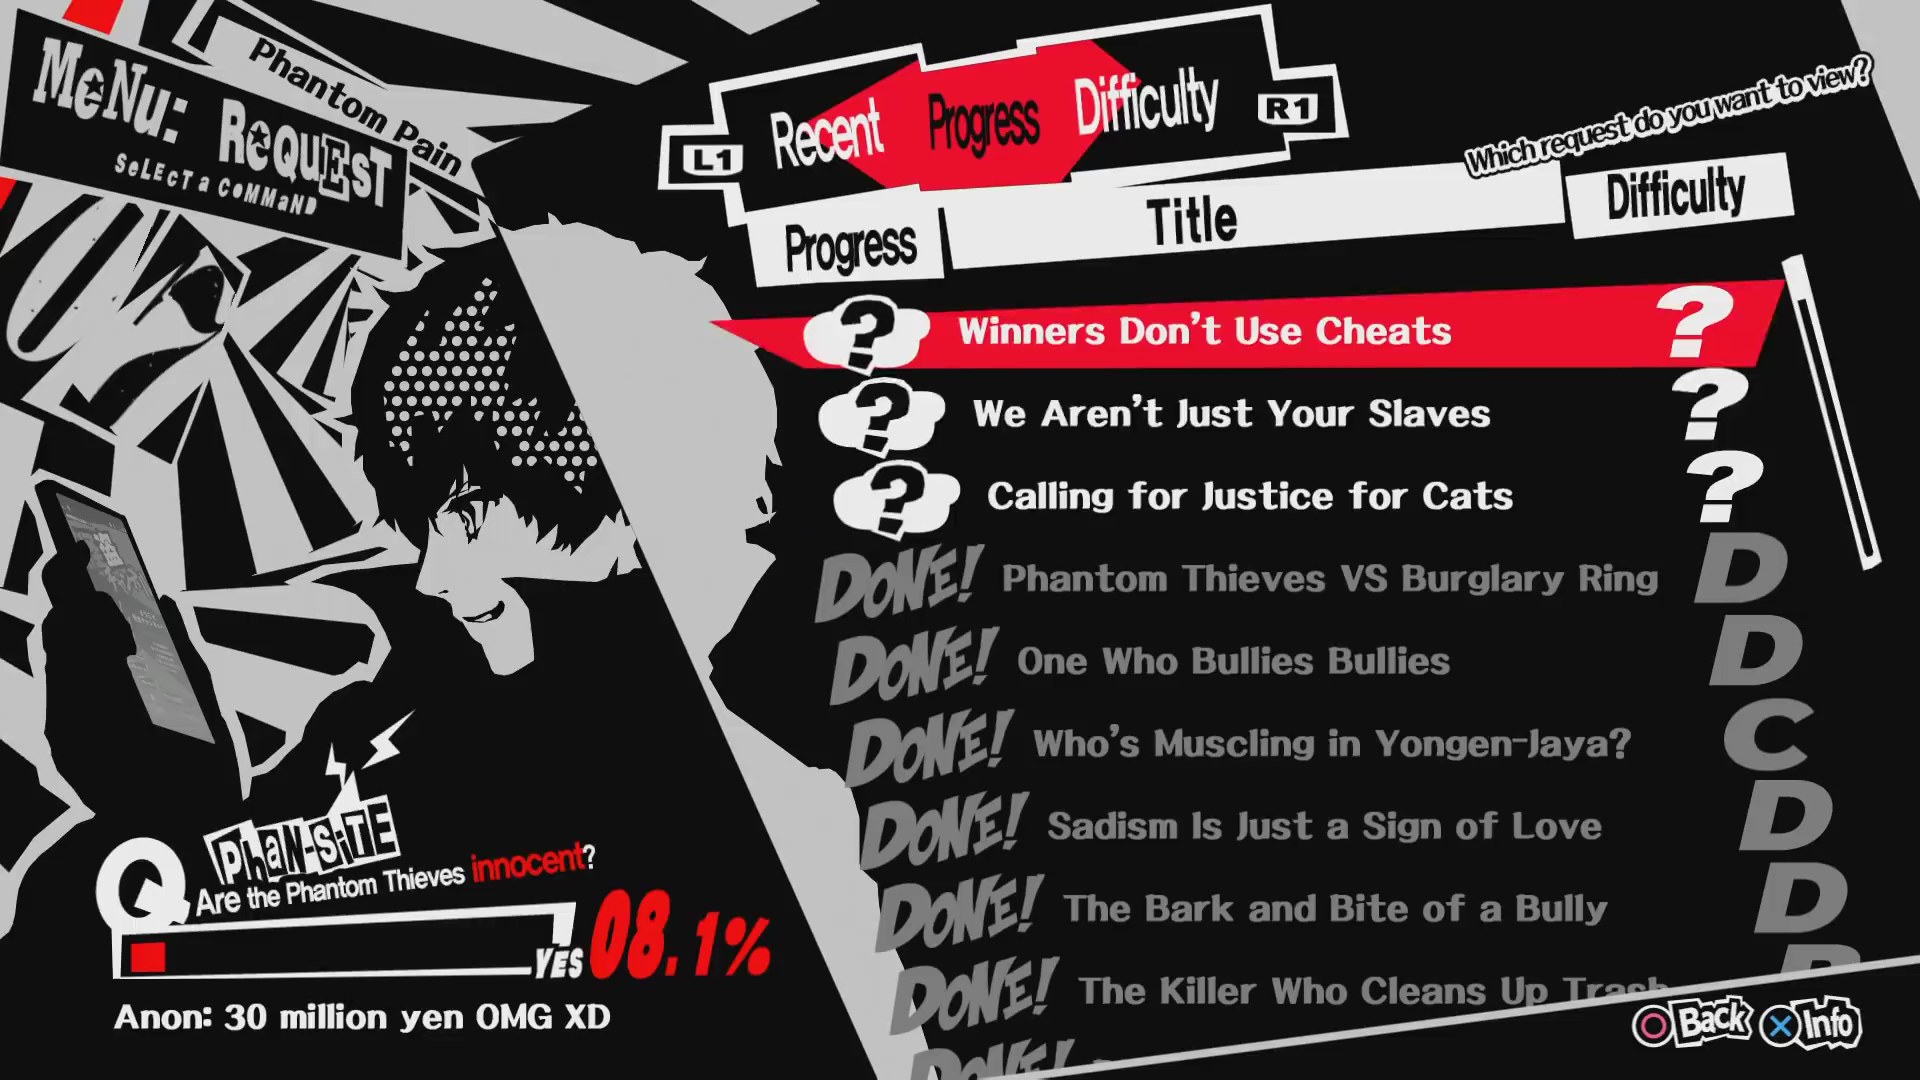 Phantom Pain
MeNu: ReQuEsT
SeLEcT a CoMMaND
L1 Recent Progress Difficulty R1
Which request do you want to view?
Progress Title Difficulty
? Winners Don't Use Cheats ?
? We Aren't Just Your Slaves ?
? Calling for Justice for Cats ?
DONE! Phantom Thieves VS Burglary Ring D
DONE! One Who Bullies Bullies D
DONE! Who's Muscling in Yongen-Jaya? C
DONE! Sadism Is Just a Sign of Love D
DONE! The Bark and Bite of a Bully D
DONE! The Killer Who Cleans Up Trash
DONE!
PhaN-SiTE
Q Are the Phantom Thieves innocent?
YES 08.1%
Anon: 30 million yen OMG XD
Back Info